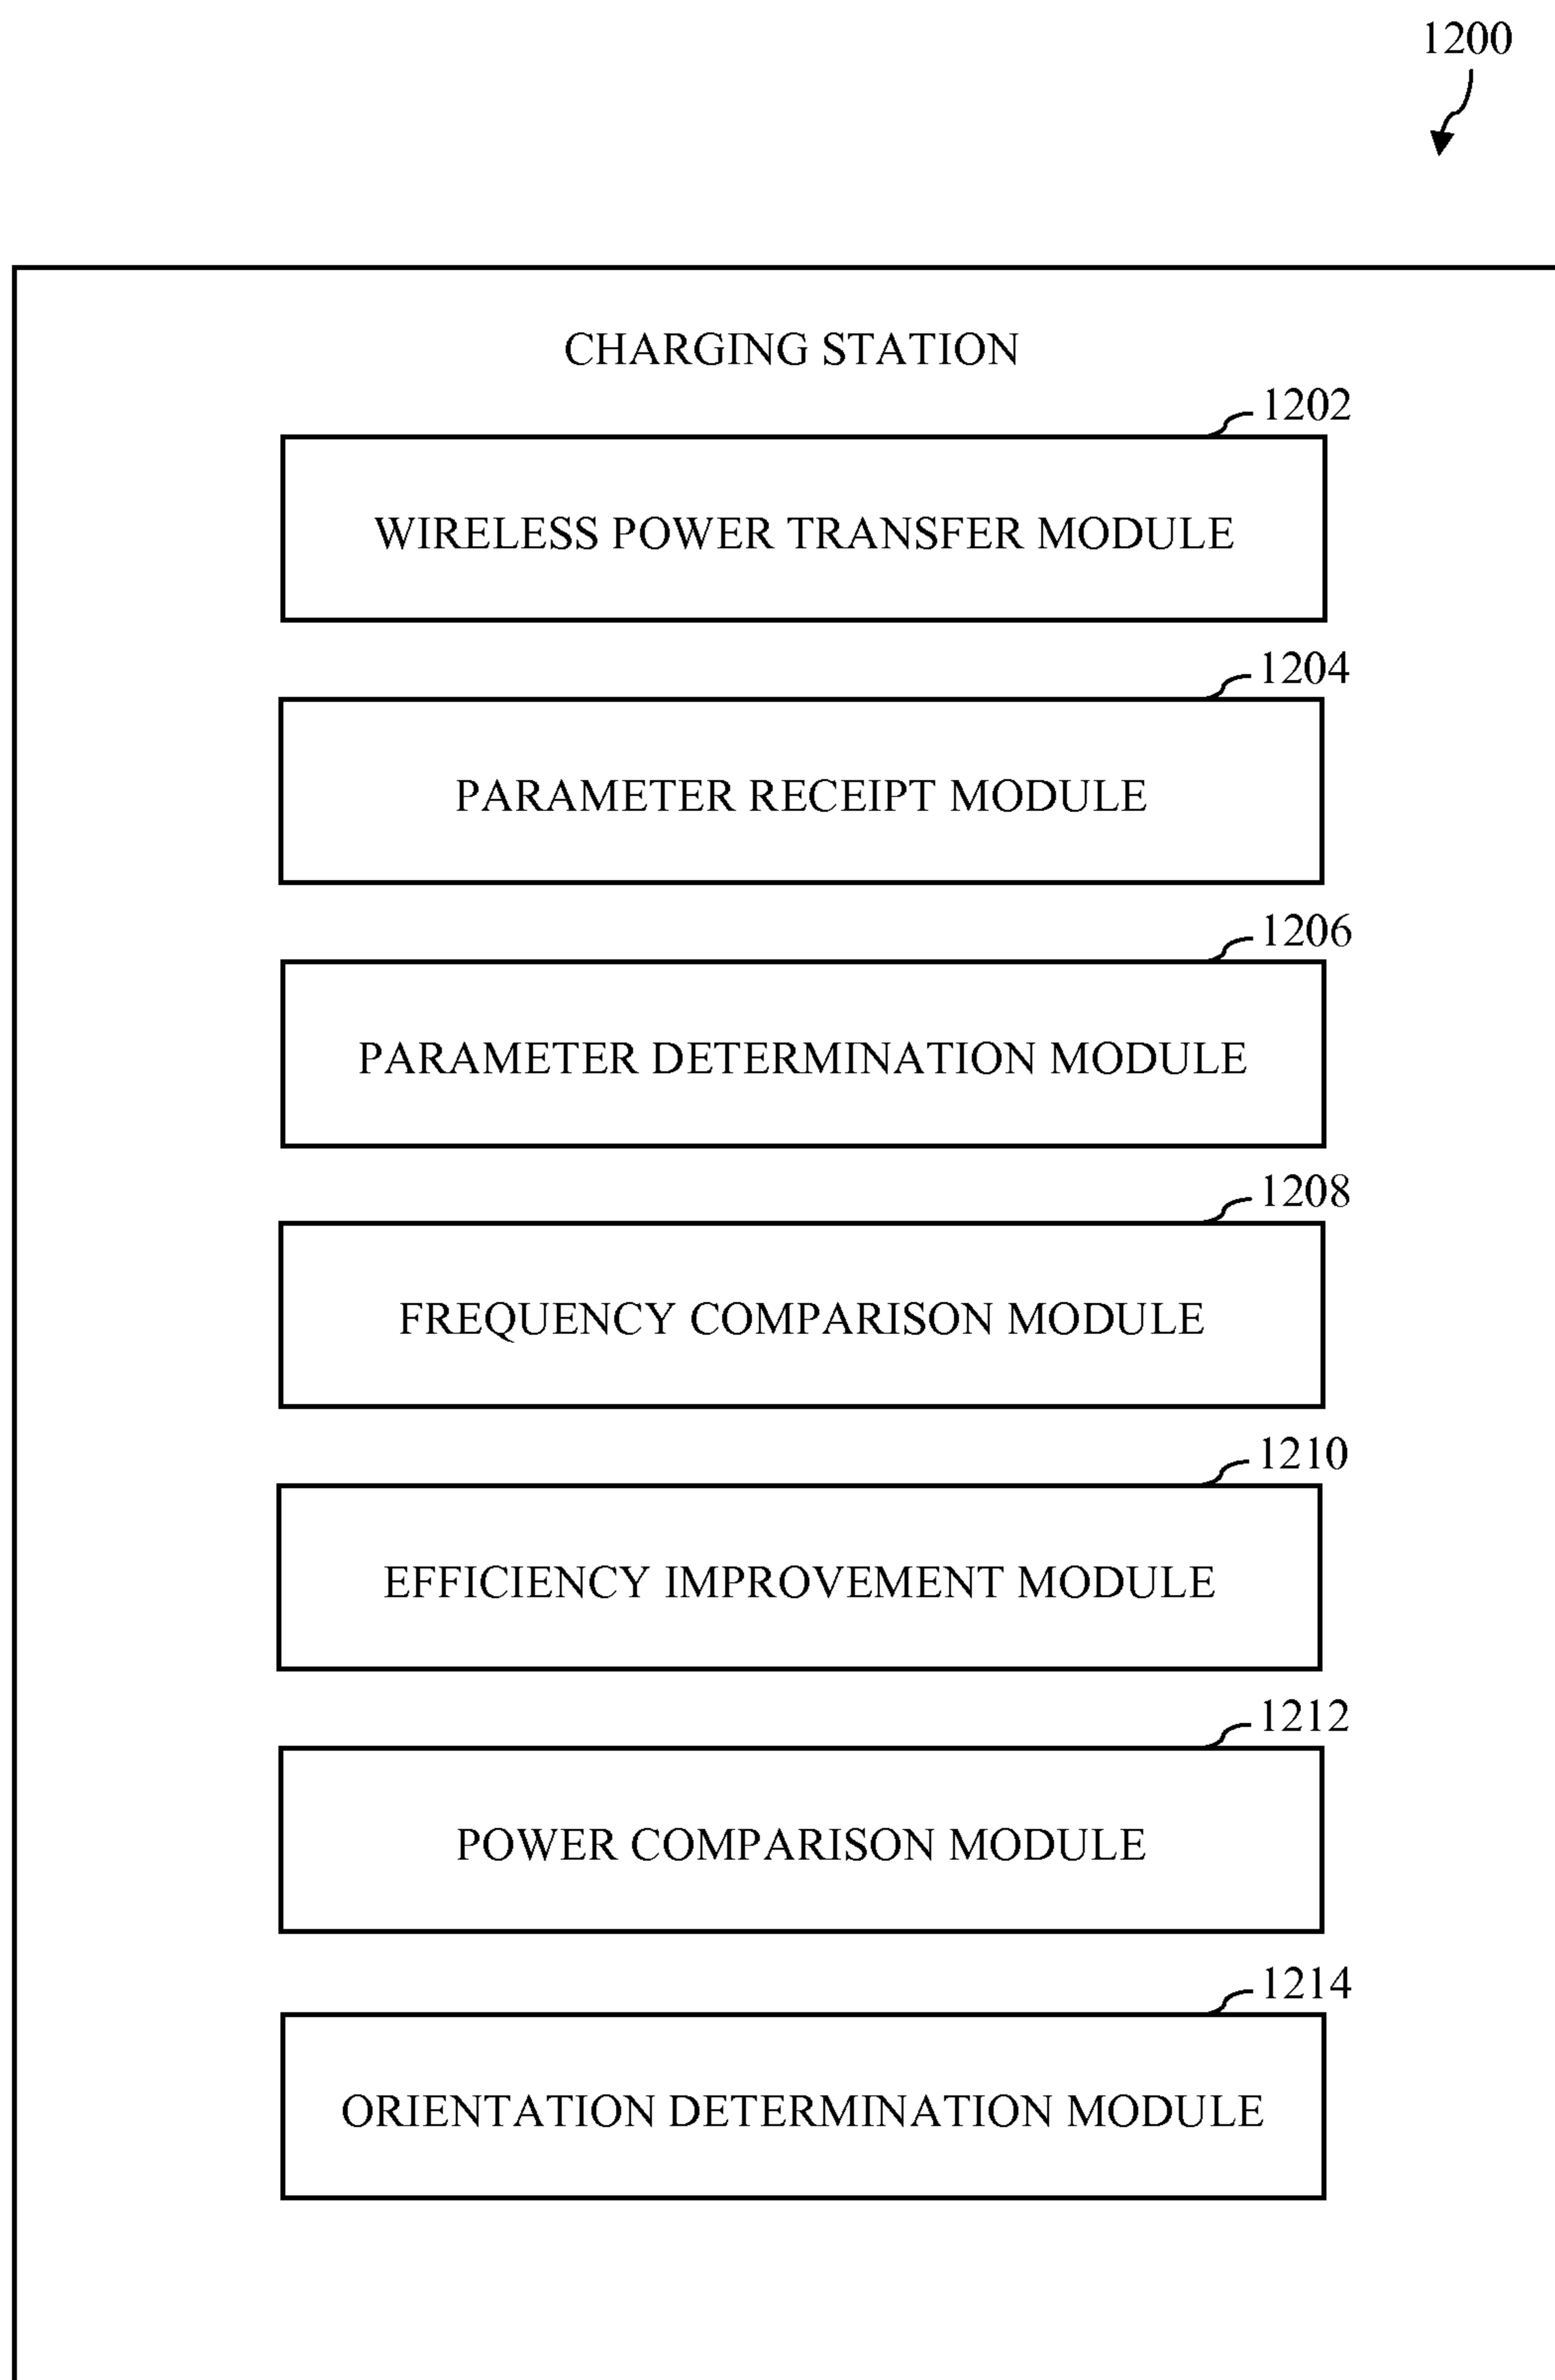 1200
CHARGING STATION
1202
WIRELESS POWER TRANSFER MODULE
1204
PARAMETER RECEIPT MODULE
1206
PARAMETER DETERMINATION MODULE
1208
FREQUENCY COMPARISON MODULE
1210
EFFICIENCY IMPROVEMENT MODULE
1212
POWER COMPARISON MODULE
1214
ORIENTATION DETERMINATION MODULE